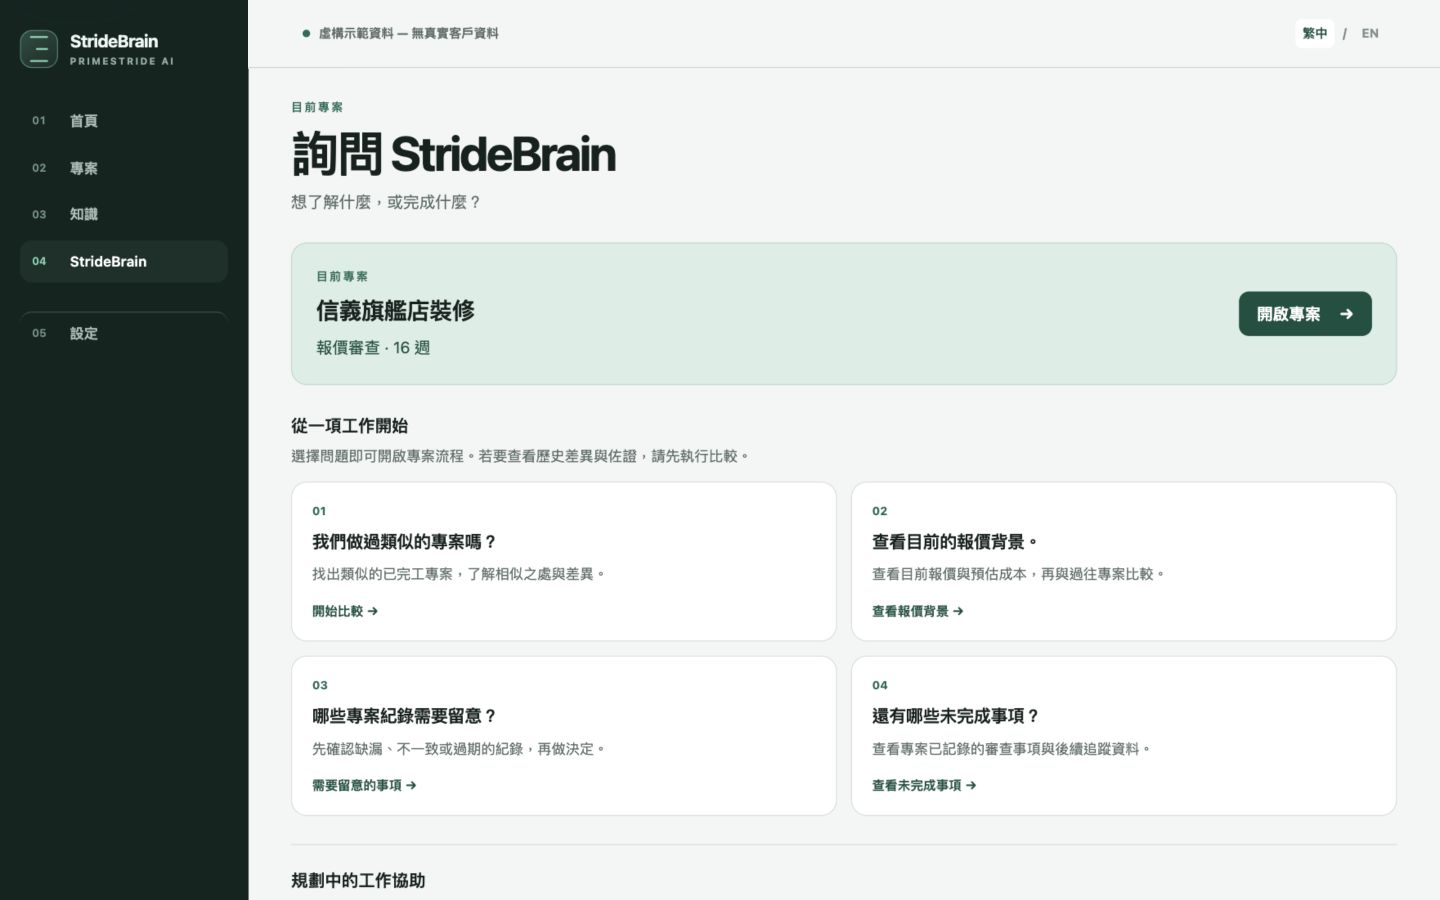 StrideBrain
PRIMESTRIDE AI
01 首頁
02 專案
03 知識
04 StrideBrain
05 設定
虛構示範資料 — 無真實客戶資料
繁中 / EN
目前專案
詢問 StrideBrain
想了解什麼，或完成什麼？
目前專案
信義旗艦店裝修
報價審查 · 16 週
開啟專案 →
從一項工作開始
選擇問題即可開啟專案流程。若要查看歷史差異與佐證，請先執行比較。
01
我們做過類似的專案嗎？
找出類似的已完工專案，了解相似之處與差異。
開始比較 →
02
查看目前的報價背景。
查看目前報價與預估成本，再與過往專案比較。
查看報價背景 →
03
哪些專案紀錄需要留意？
先確認缺漏、不一致或過期的紀錄，再做決定。
需要留意的事項 →
04
還有哪些未完成事項？
查看專案已記錄的審查事項與後續追蹤資料。
查看未完成事項 →
規劃中的工作協助